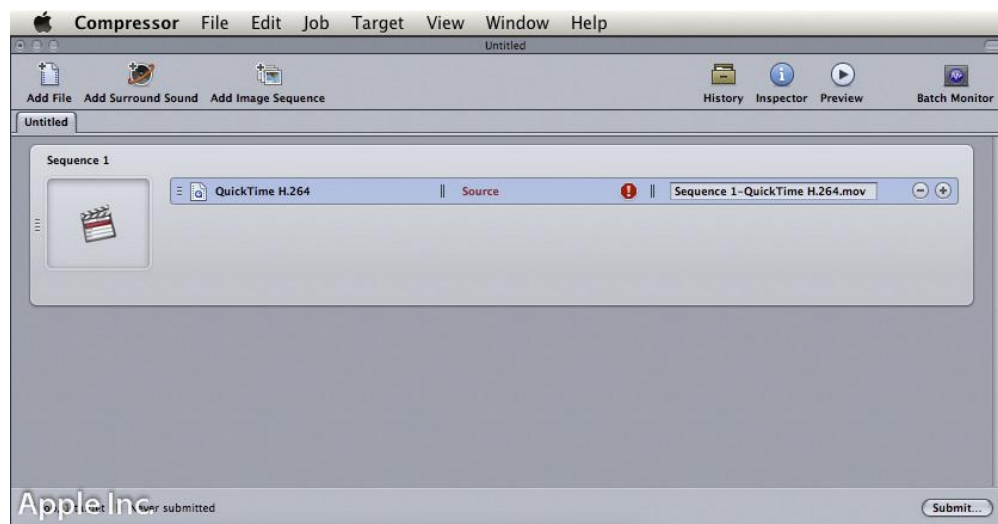 Compressor File Edit Job Target View Window Help
Untitled
Add File Add Surround Sound Add Image Sequence History Inspector Preview Batch Monitor
Untitled
Sequence 1
QuickTime H.264 Source Sequence 1-QuickTime H.264.mov
Apple Inc. submitted Submit...